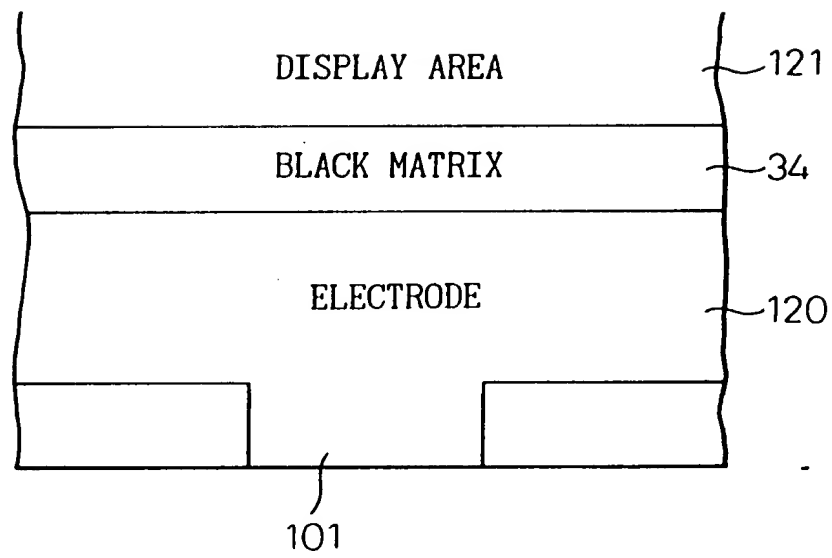 DISPLAY AREA
121
BLACK MATRIX
34
ELECTRODE
120
101